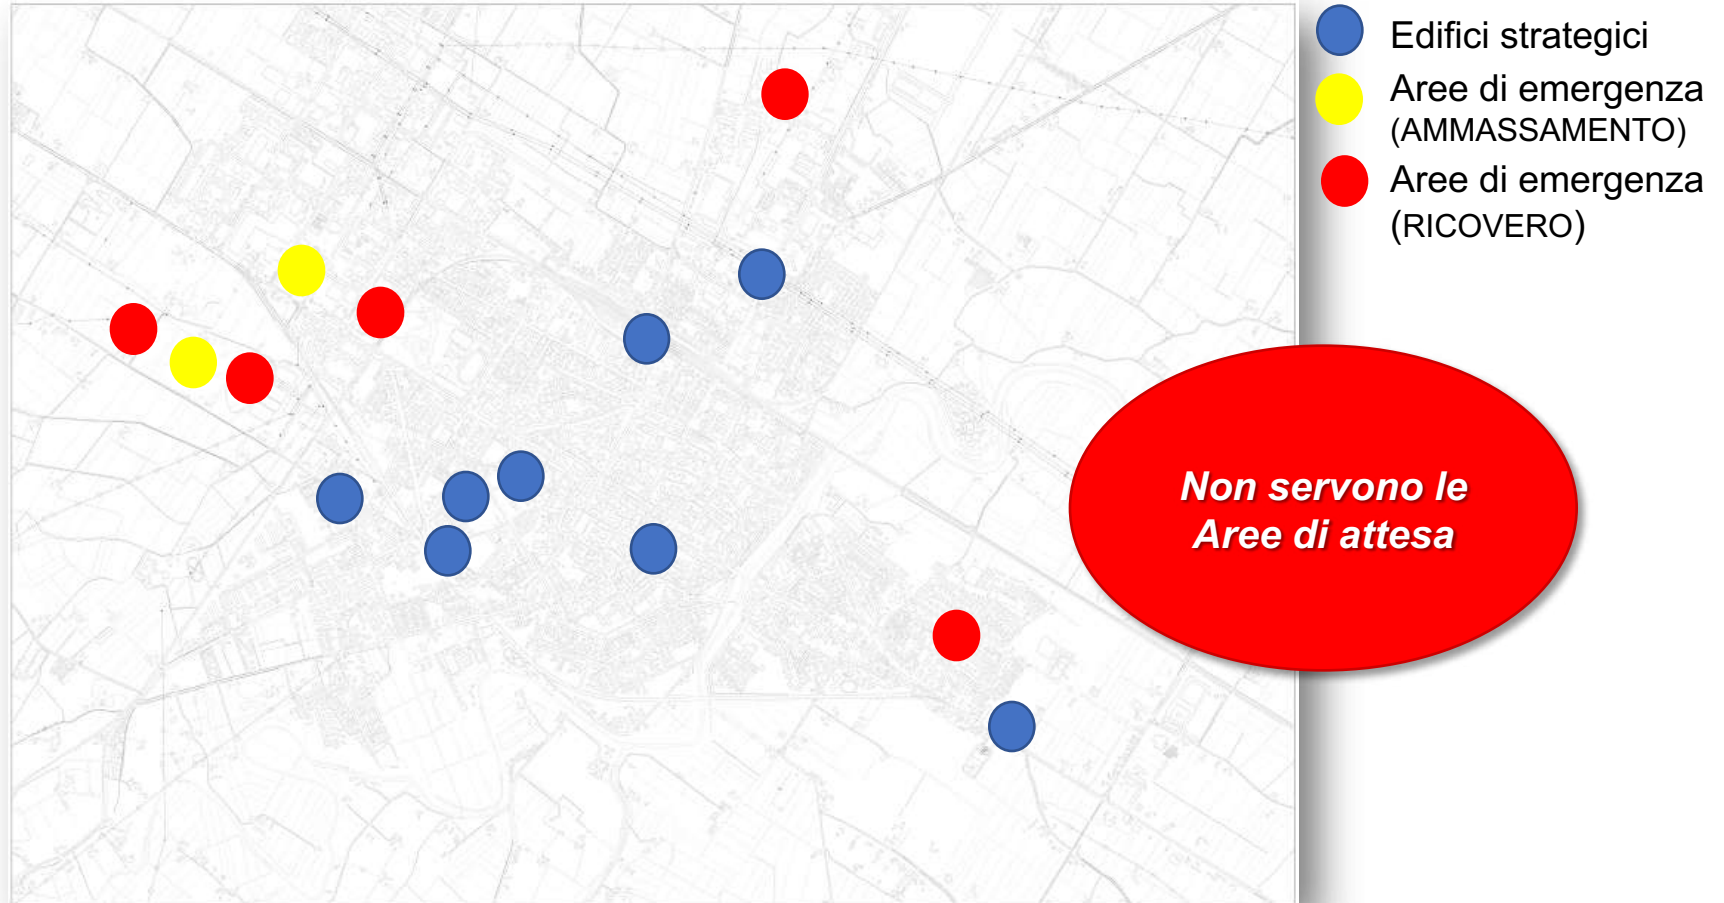 Edifici strategici
Aree di emergenza
(AMMASSAMENTO)
Aree di emergenza
(RICOVERO)
Non servono le
Aree di attesa